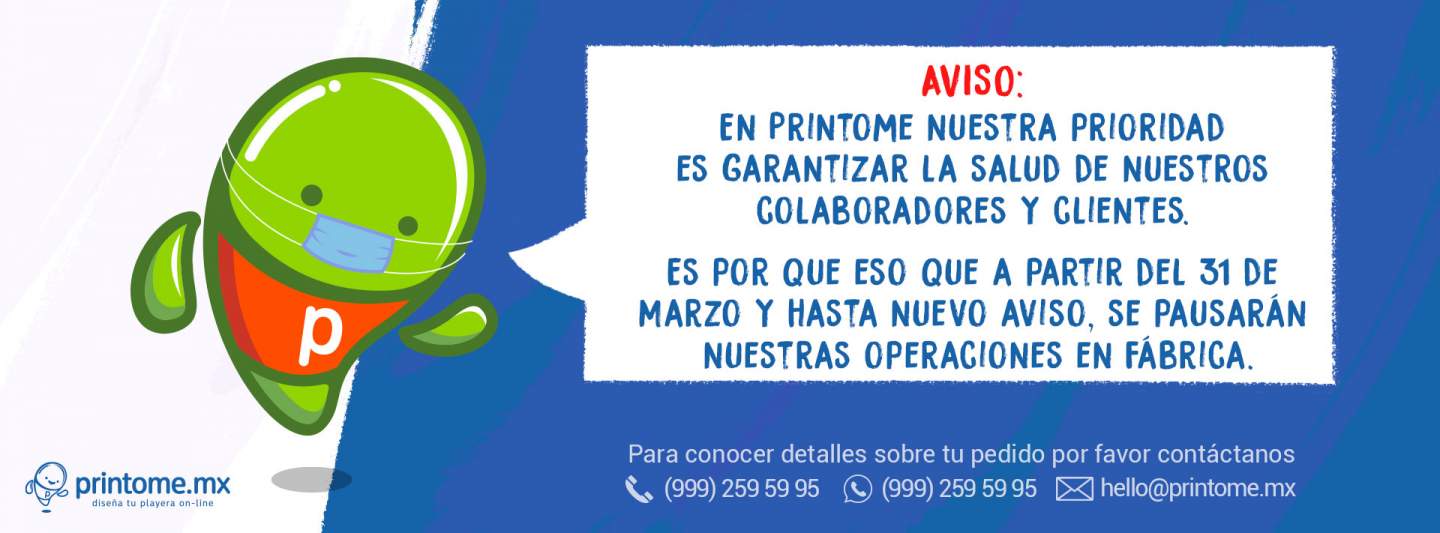 AVISO:
EN PRINTOME NUESTRA PRIORIDAD
ES GARANTIZAR LA SALUD DE NUESTROS
COLABORADORES Y CLIENTES.
ES POR QUE ESO QUE A PARTIR DEL 31 DE
MARZO Y HASTA NUEVO AVISO, SE PAUSARÁN
NUESTRAS OPERACIONES EN FÁBRICA.
p
Para conocer detalles sobre tu pedido por favor contáctanos
(999) 259 59 95 (999) 259 59 95 hello@printome.mx
printome.mx
diseña tu playera on-line